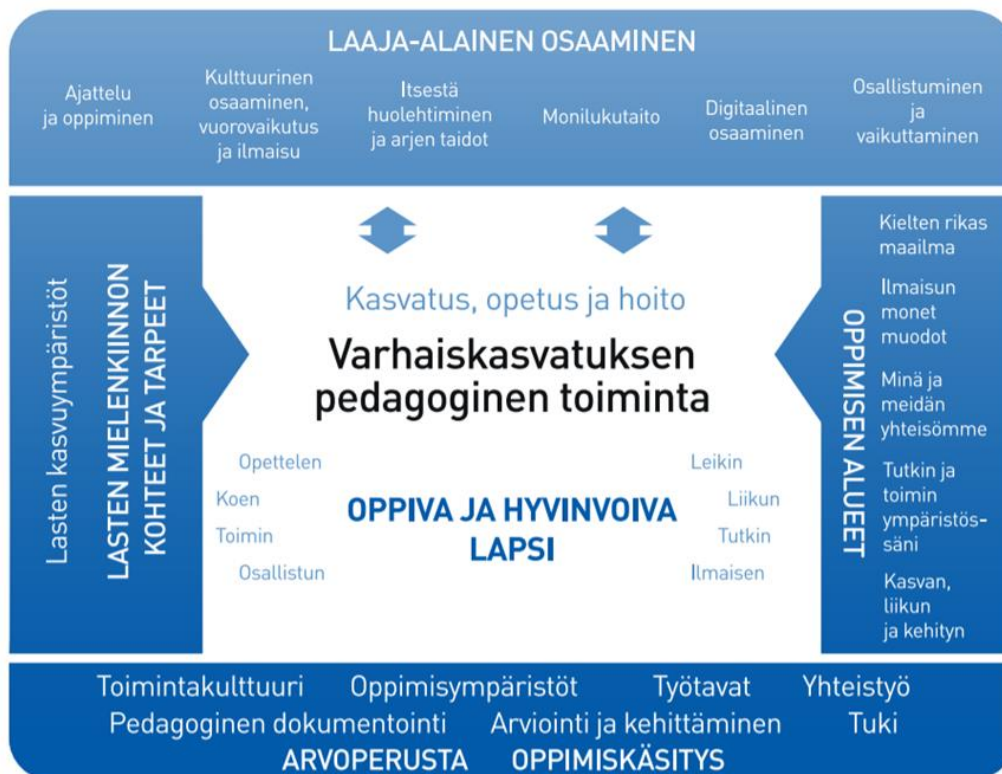 LAAJA-ALAINEN OSAAMINEN
Ajattelu
ja oppiminen
Kulttuurinen
osaaminen,
vuorovaikutus
ja ilmaisu
Itsestä
huolehtiminen
ja arjen taidot
Monilukutaito
Digitaalinen
osaaminen
Osallistuminen
ja
vaikuttaminen
Lasten kasvuympäristöt
LASTEN MIELENKIINNON
KOHTEET JA TARPEET
Kasvatus, opetus ja hoito
Varhaiskasvatuksen
pedagoginen toiminta
Opettelen
Koen
Toimin
Osallistun
OPPIVA JA HYVINVOIVA
LAPSI
Leikin
Liikun
Tutkin
Ilmaisen
OPPIMISEN ALUEET
Kielten rikas
maailma
Ilmaisun
monet
muodot
Minä ja
meidän
yhteisömme
Tutkin ja
toimin
ympäristös-
säni
Kasvan,
liikun
ja kehityn
Toimintakulttuuri Oppimisympäristöt Työtavat Yhteistyö
Pedagoginen dokumentointi Arviointi ja kehittäminen Tuki
ARVOPERUSTA OPPIMISKÄSITYS